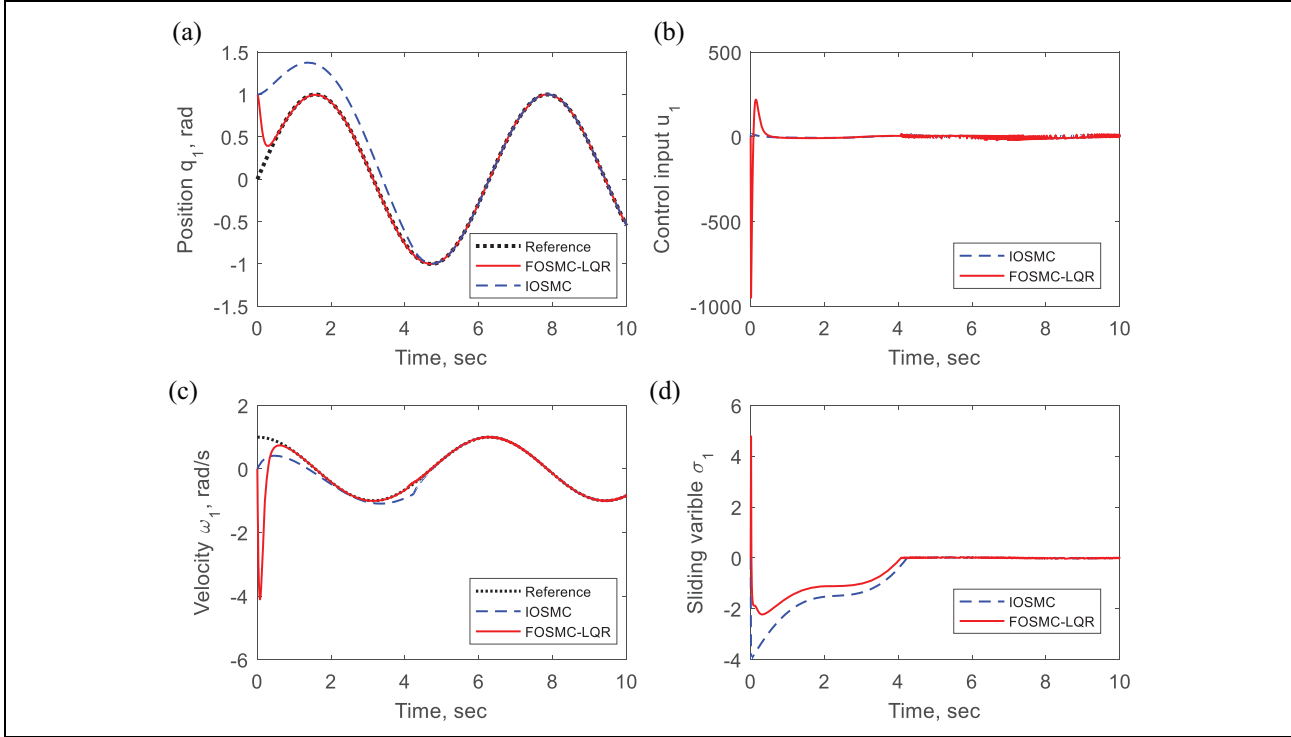 (a)
1.5
1
0.5
0
-0.5
-1
-1.5
Position q_1, rad
Reference
FOSMC-LQR
IOSMC
0 2 4 6 8 10
Time, sec
(b)
500
0
-500
-1000
Control input u_1
IOSMC
FOSMC-LQR
0 2 4 6 8 10
Time, sec
(c)
2
0
-2
-4
-6
Velocity ω_1, rad/s
Reference
IOSMC
FOSMC-LQR
0 2 4 6 8 10
Time, sec
(d)
6
4
2
0
-2
-4
Sliding varible σ_1
IOSMC
FOSMC-LQR
0 2 4 6 8 10
Time, sec